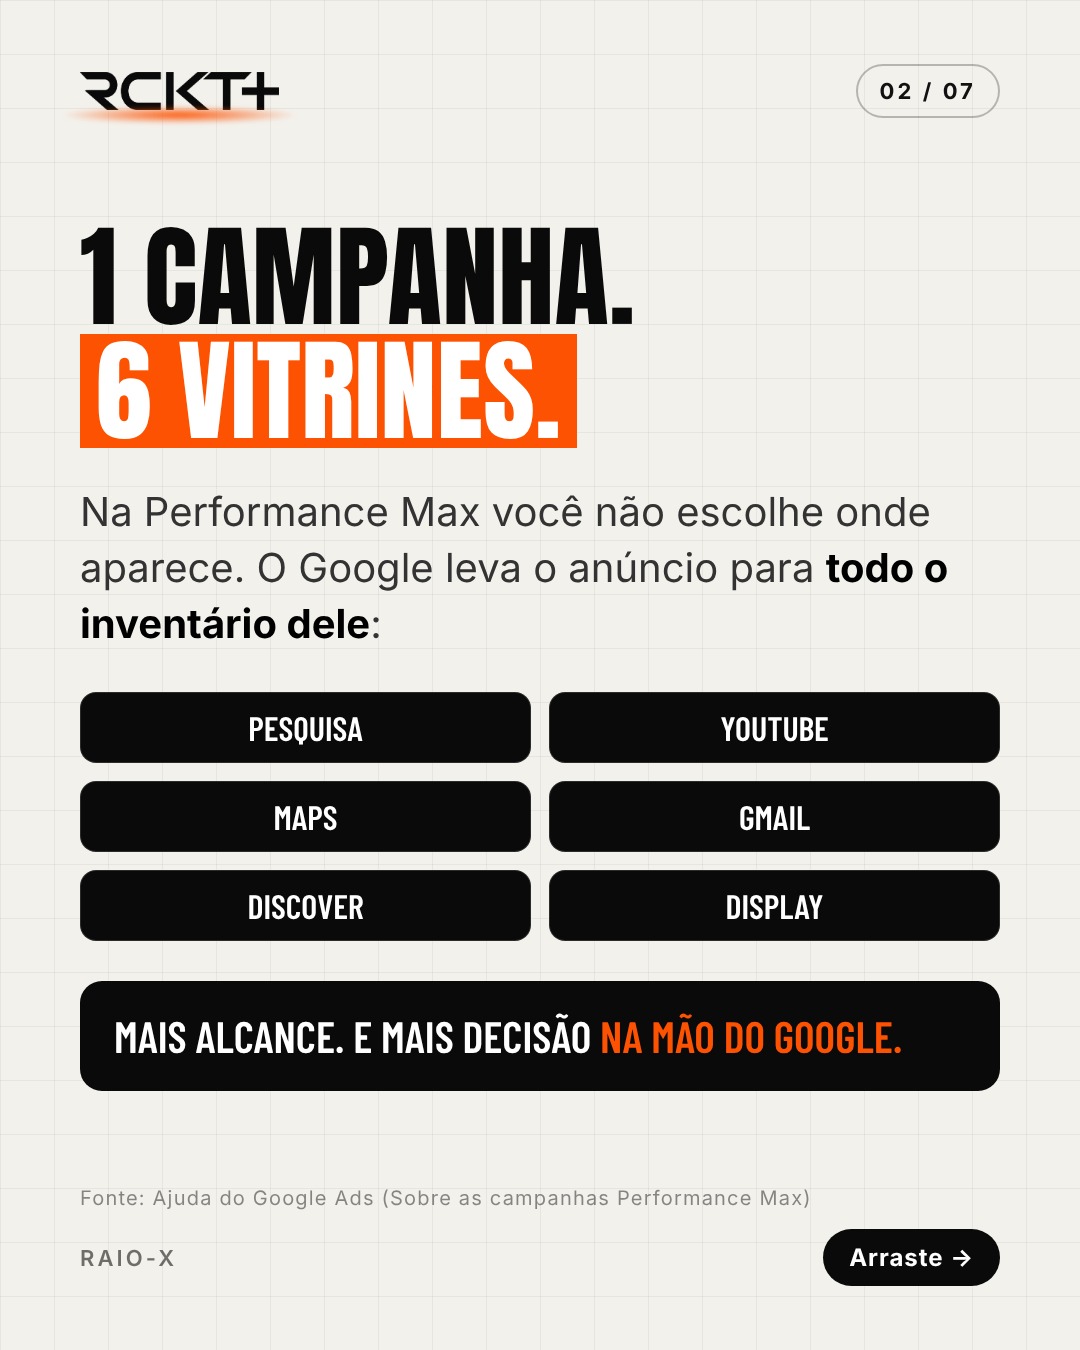 RCKT+
02 / 07
1 CAMPANHA.
6 VITRINES.
Na Performance Max você não escolhe onde
aparece. O Google leva o anúncio para todo o
inventário dele:
PESQUISA
YOUTUBE
MAPS
GMAIL
DISCOVER
DISPLAY
MAIS ALCANCE. E MAIS DECISÃO NA MÃO DO GOOGLE.
Fonte: Ajuda do Google Ads (Sobre as campanhas Performance Max)
RAIO-X
Arraste →